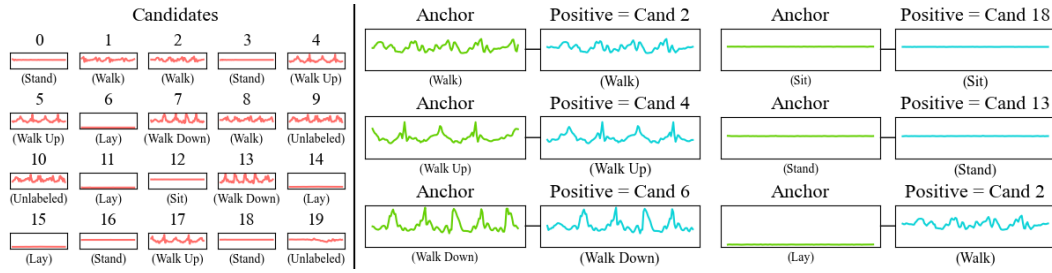 Candidates
0 1 2 3 4
(Stand) (Walk) (Walk) (Stand) (Walk Up)
5 6 7 8 9
(Walk Up) (Lay) (Walk Down) (Walk) (Unlabeled)
10 11 12 13 14
(Unlabeled) (Lay) (Sit) (Walk Down) (Lay)
15 16 17 18 19
(Lay) (Stand) (Walk Up) (Stand) (Unlabeled)
Anchor Positive = Cand 2 Anchor Positive = Cand 18
(Walk) (Walk) (Sit) (Sit)
Anchor Positive = Cand 4 Anchor Positive = Cand 13
(Walk Up) (Walk Up) (Stand) (Stand)
Anchor Positive = Cand 6 Anchor Positive = Cand 2
(Walk Down) (Walk Down) (Lay) (Walk)